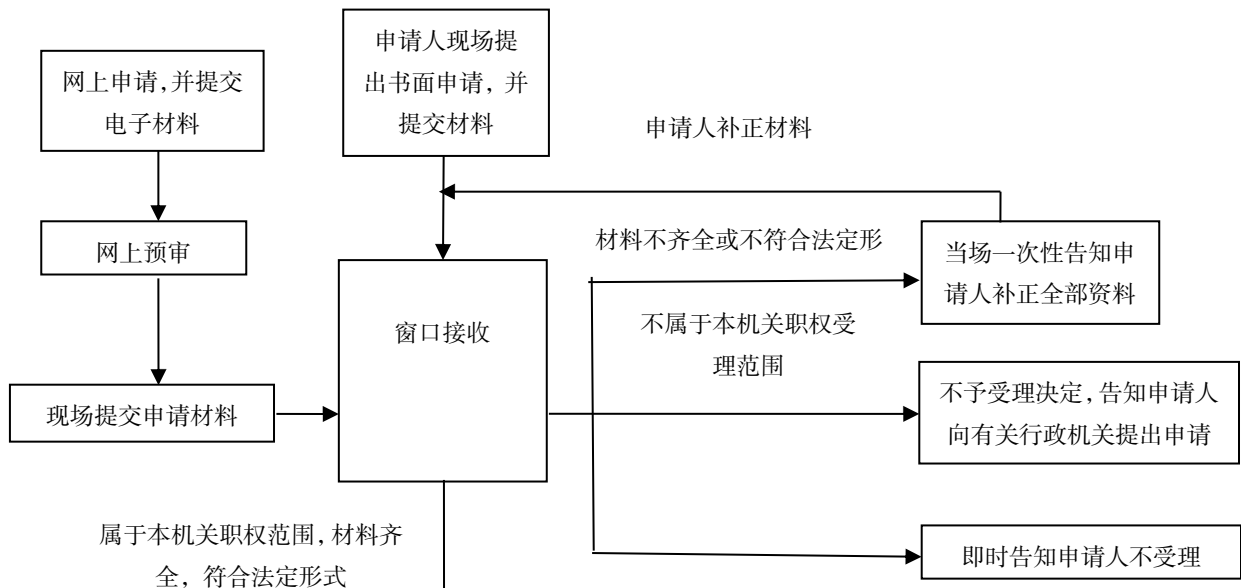 网上申请,并提交
电子材料
申请人现场提
出书面申请, 并
提交材料
申请人补正材料
网上预审
材料不齐全或不符合法定形
当场一次性告知申
请人补正全部资料
窗口接收
不属于本机关职权受
理范围
现场提交申请材料
不予受理决定, 告知申请人
向有关行政机关提出申请
属于本机关职权范围, 材料齐
全, 符合法定形式
即时告知申请人不受理